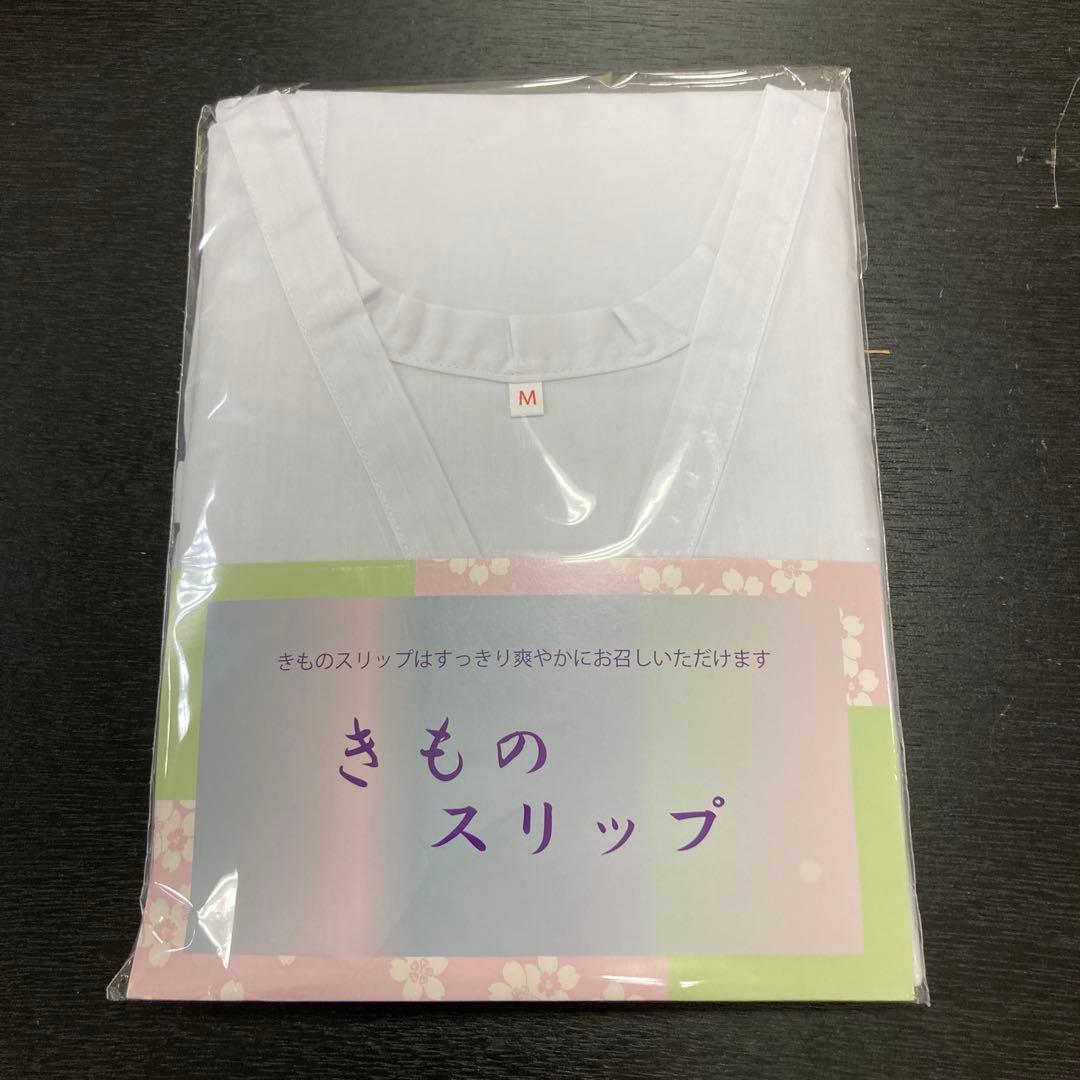 M
きものスリップはすっきり爽やかにお召しいただけます
きもの
スリップ